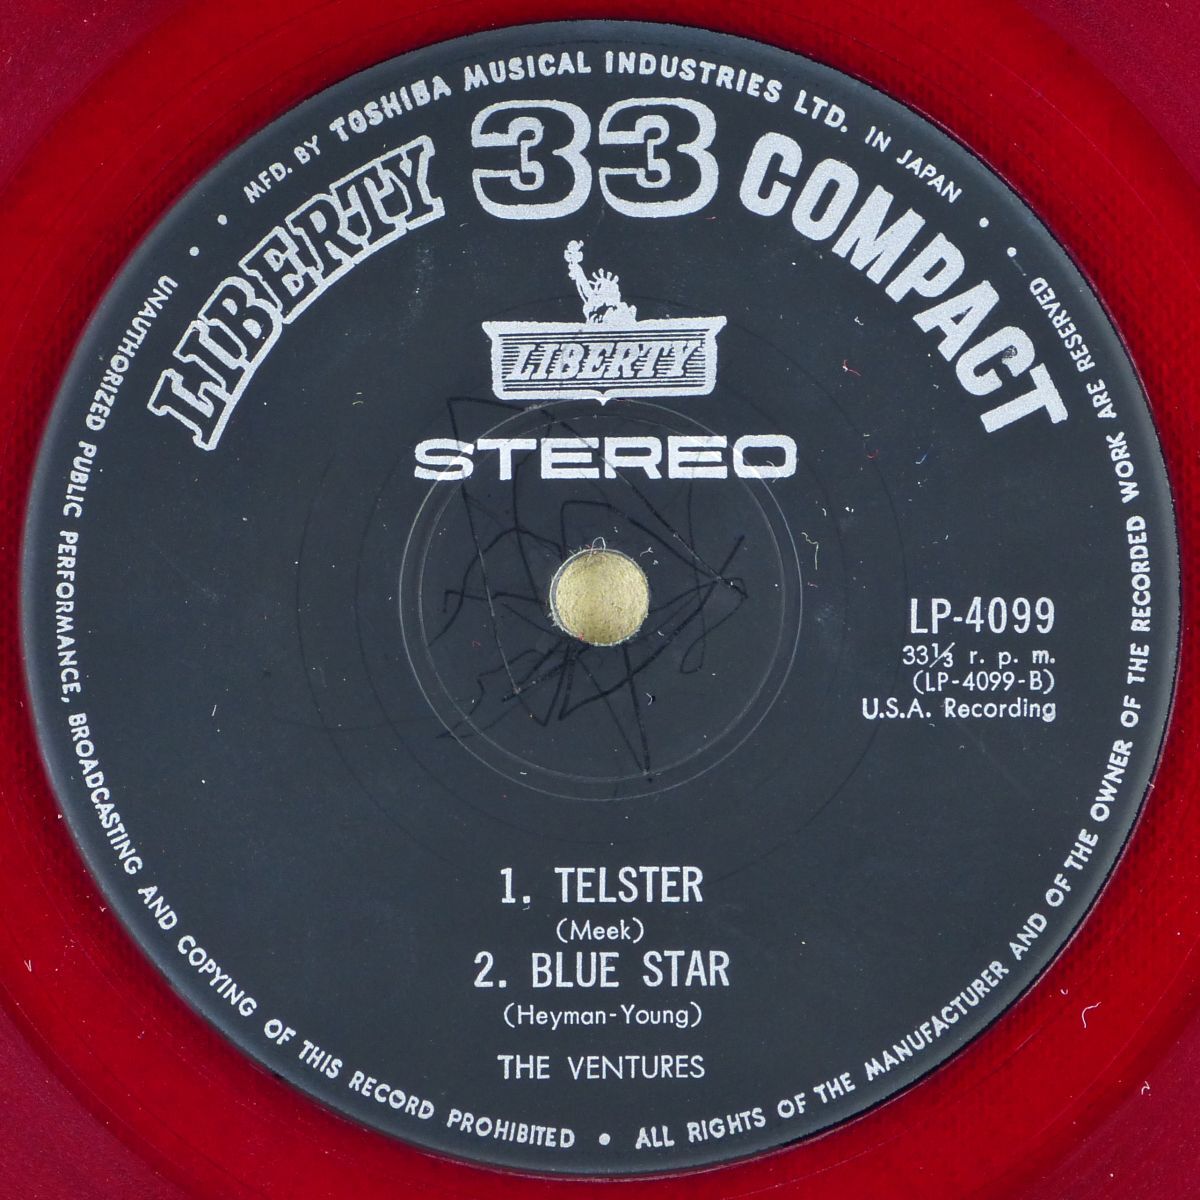 MFD. BY TOSHIBA MUSICAL INDUSTRIES LTD. IN JAPAN
LIBERTY 33 COMPACT
LIBERTY
STEREO
LP-4099
33⅓ r. p. m.
(LP-4099-B)
U.S.A. Recording
1. TELSTER
(Meek)
2. BLUE STAR
(Heyman-Young)
THE VENTURES
UNAUTHORIZED PUBLIC PERFORMANCE, BROADCASTING AND COPYING OF THIS RECORD PROHIBITED • ALL RIGHTS OF THE MANUFACTURER AND OF THE OWNER OF THE RECORDED WORK ARE RESERVED